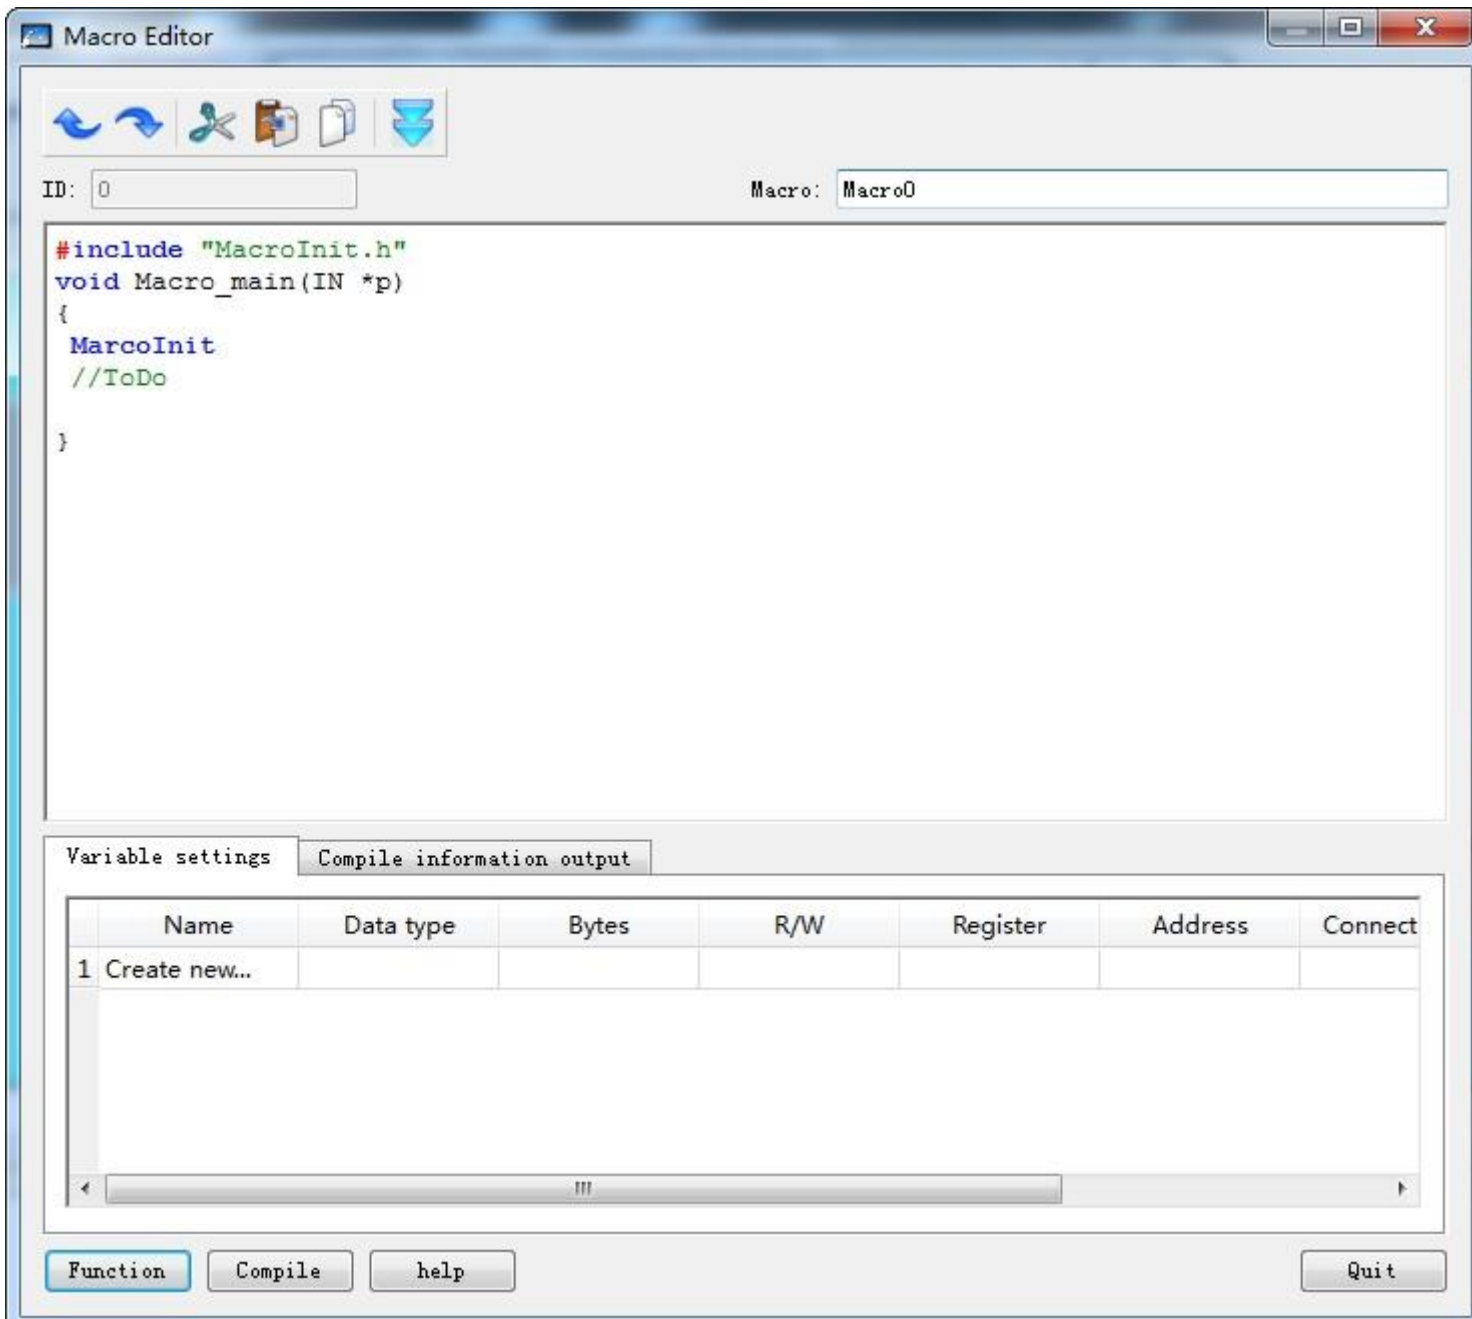 Macro Editor
ID: 0 Macro: Macro0
#include "MacroInit.h"
void Macro_main(IN *p)
{
MarcoInit
//ToDo
}
Variable settings Compile information output
Name Data type Bytes R/W Register Address Connect
1 Create new...
Function Compile help Quit